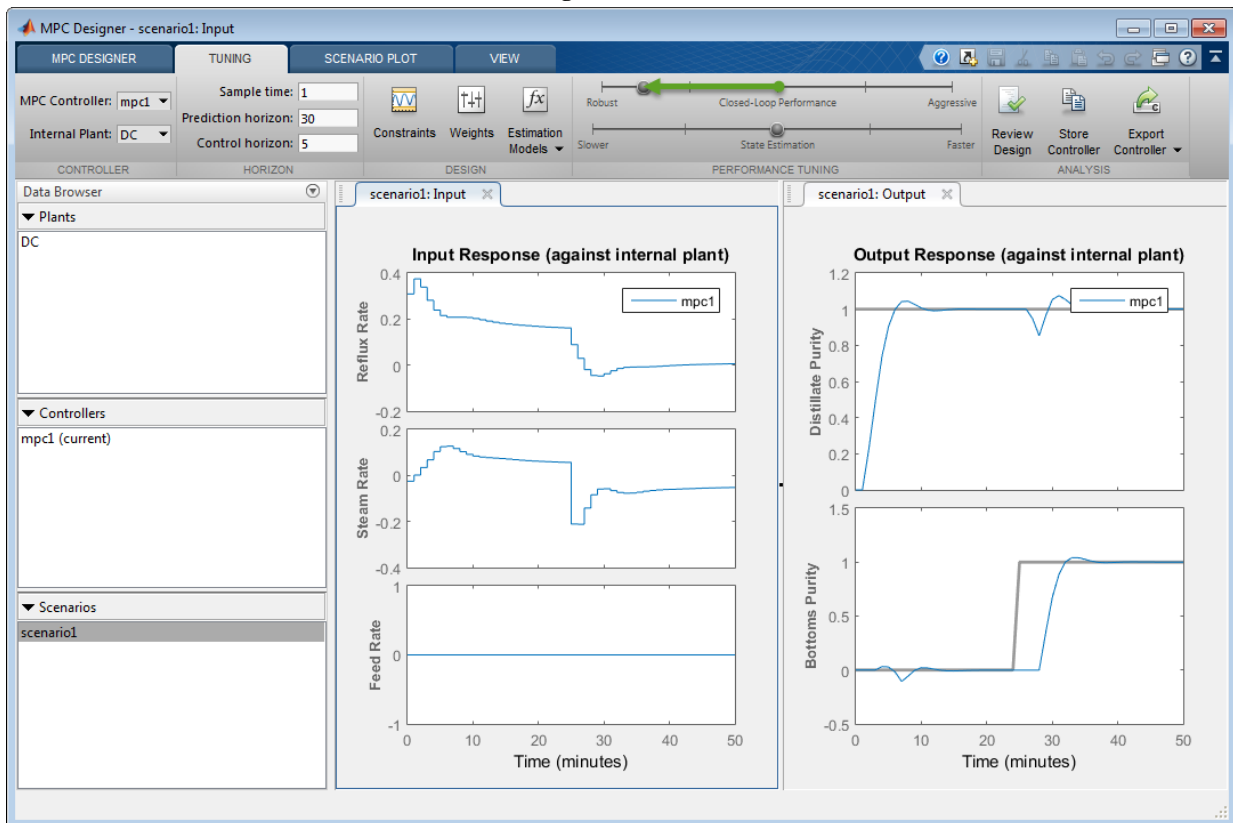 MPC Designer - scenario1: Input
MPC DESIGNER TUNING SCENARIO PLOT VIEW
MPC Controller: mpc1
Internal Plant: DC
CONTROLLER
Sample time: 1
Prediction horizon: 30
Control horizon: 5
HORIZON
Constraints Weights Estimation Models
DESIGN
Robust Closed-Loop Performance Aggressive
Slower State Estimation Faster
PERFORMANCE TUNING
Review Design Store Controller Export Controller
ANALYSIS
Data Browser
Plants
DC
Controllers
mpc1 (current)
Scenarios
scenario1
scenario1: Input
Input Response (against internal plant)
mpc1
Reflux Rate
0.4
0.2
0
-0.2
Steam Rate
0.2
0
-0.2
-0.4
Feed Rate
1
0
-1
0 10 20 30 40 50
Time (minutes)
scenario1: Output
Output Response (against internal plant)
mpc1
Distillate Purity
1.2
1
0.8
0.6
0.4
0.2
0
Bottoms Purity
1.5
1
0.5
0
-0.5
0 10 20 30 40 50
Time (minutes)